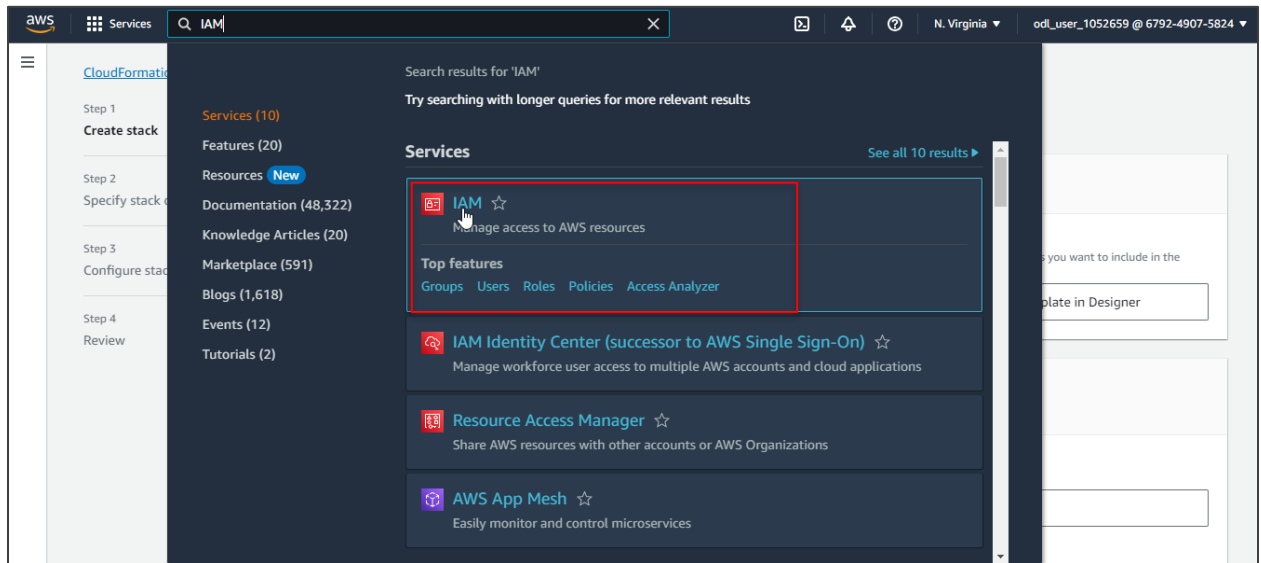 aws Services IAM N. Virginia ▼ odl_user_1052659 @ 6792-4907-5824 ▼
CloudFormatio
Step 1
Create stack
Step 2
Specify stack
Step 3
Configure stac
Step 4
Review
Services (10)
Features (20)
Resources New
Documentation (48,322)
Knowledge Articles (20)
Marketplace (591)
Blogs (1,618)
Events (12)
Tutorials (2)
Search results for 'IAM'
Try searching with longer queries for more relevant results
Services See all 10 results ▶
IAM
Manage access to AWS resources
Top features
Groups Users Roles Policies Access Analyzer
IAM Identity Center (successor to AWS Single Sign-On)
Manage workforce user access to multiple AWS accounts and cloud applications
Resource Access Manager
Share AWS resources with other accounts or AWS Organizations
AWS App Mesh
Easily monitor and control microservices
s you want to include in the
plate in Designer